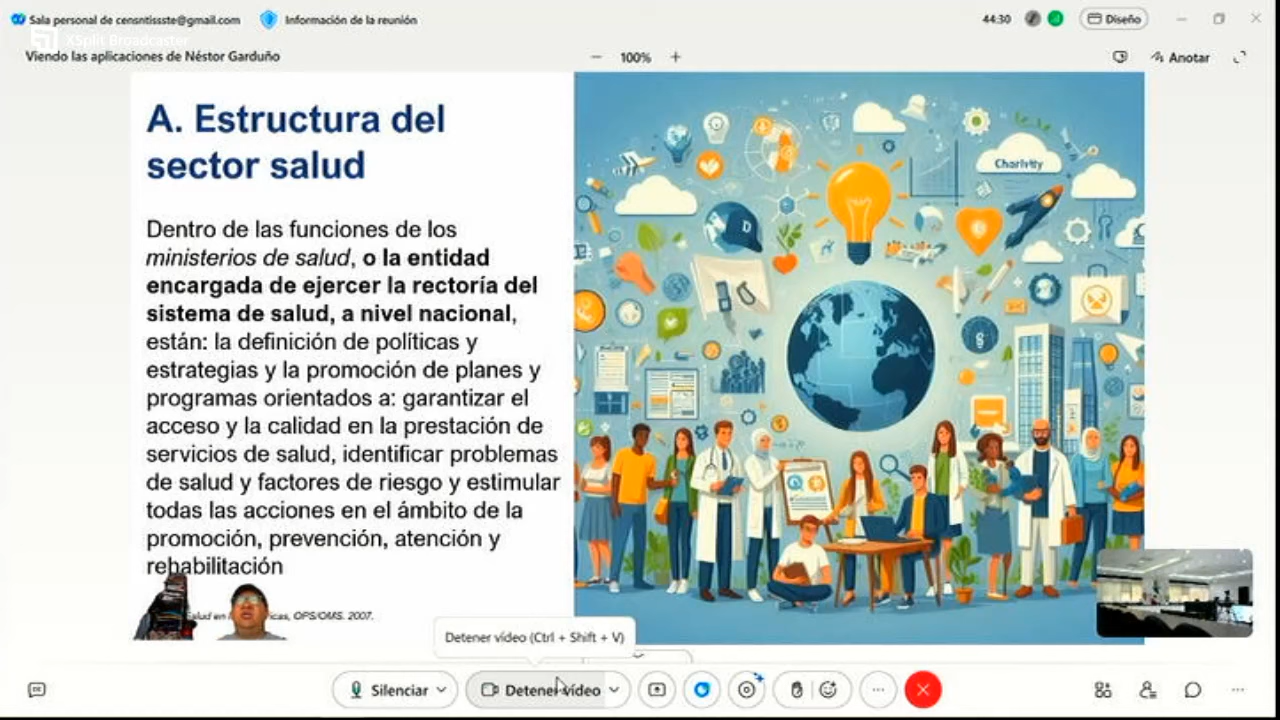 Sala personal de censntissste@gmail.com
Información de la reunión
44:30
Diseño
XSplit Broadcaster
Viendo las aplicaciones de Néstor Garduño
100%
Anotar
A. Estructura del
sector salud
Dentro de las funciones de los
ministerios de salud, o la entidad
encargada de ejercer la rectoría del
sistema de salud, a nivel nacional,
están: la definición de políticas y
estrategias y la promoción de planes y
programas orientados a: garantizar el
acceso y la calidad en la prestación de
servicios de salud, identificar problemas
de salud y factores de riesgo y estimular
todas las acciones en el ámbito de la
promoción, prevención, atención y
rehabilitación
Charivity
D
OPS/OMS. 2007.
Detener vídeo (Ctrl + Shift + V)
Silenciar
Detener vídeo